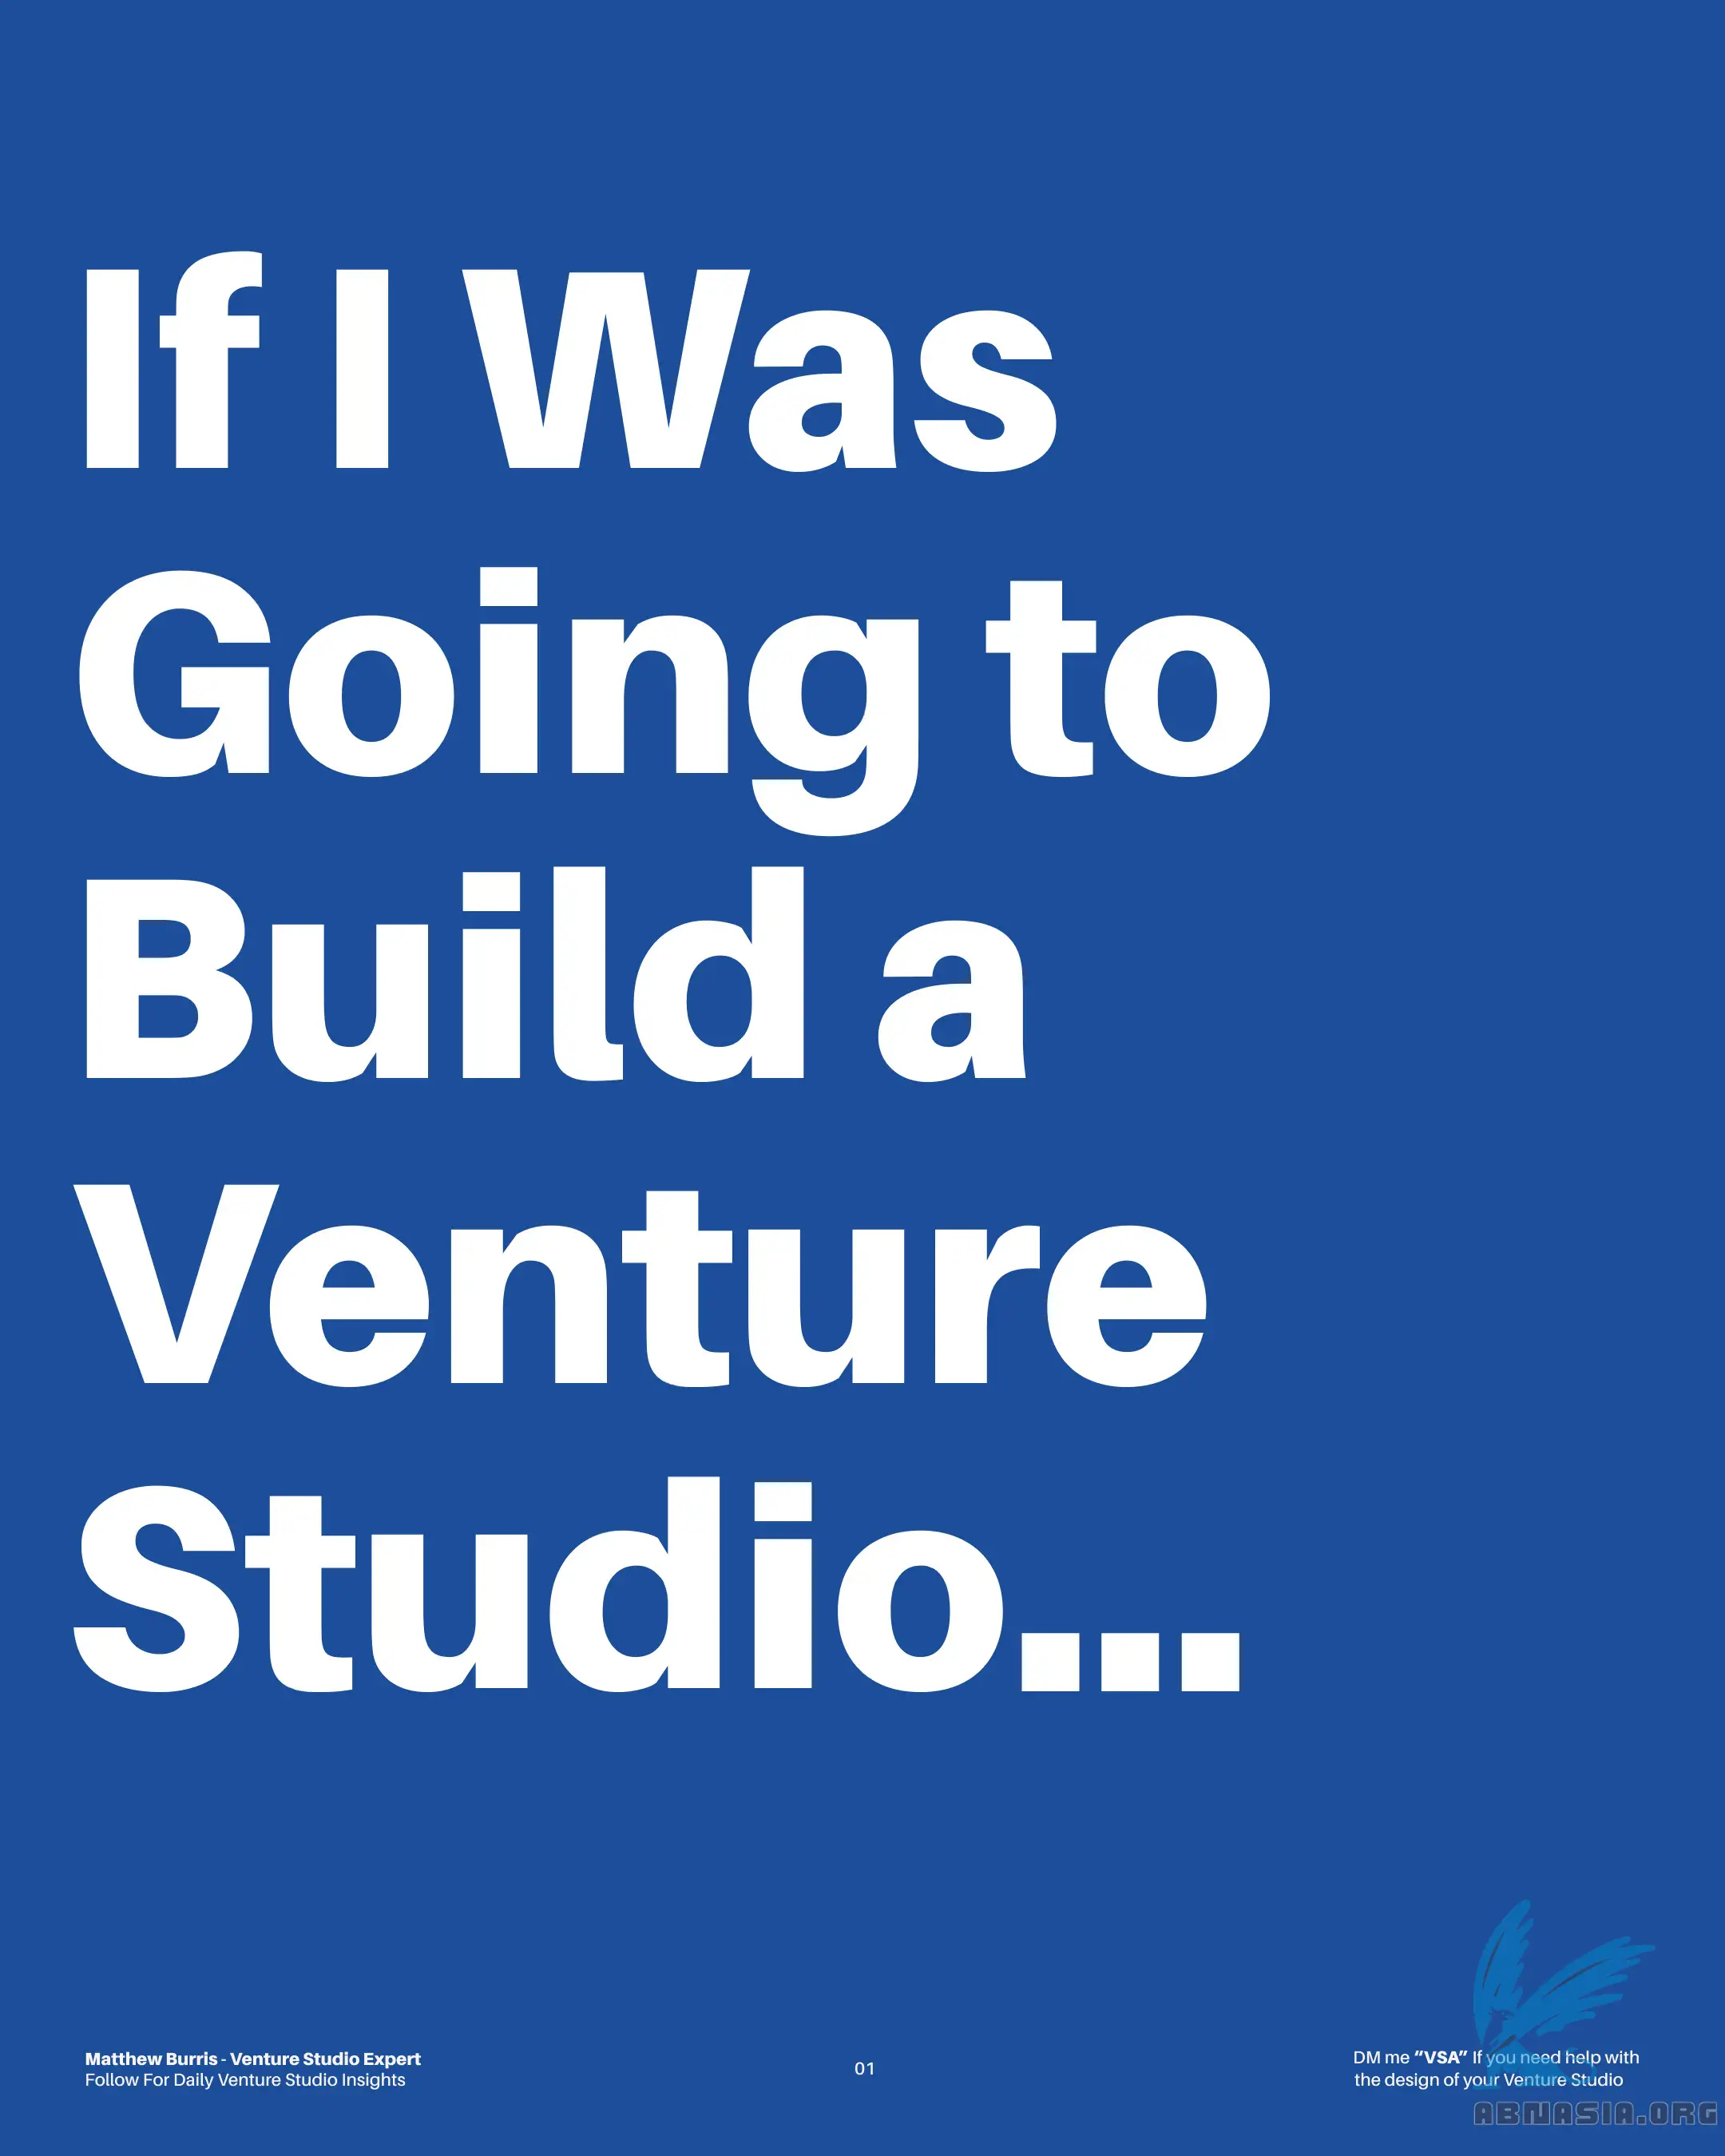 If I Was
Going to
Build a
Venture
Studio...
Matthew Burris - Venture Studio Expert
Follow For Daily Venture Studio Insights
01
DM me “VSA” If you need help with
the design of your Venture Studio
ABNASIA.ORG